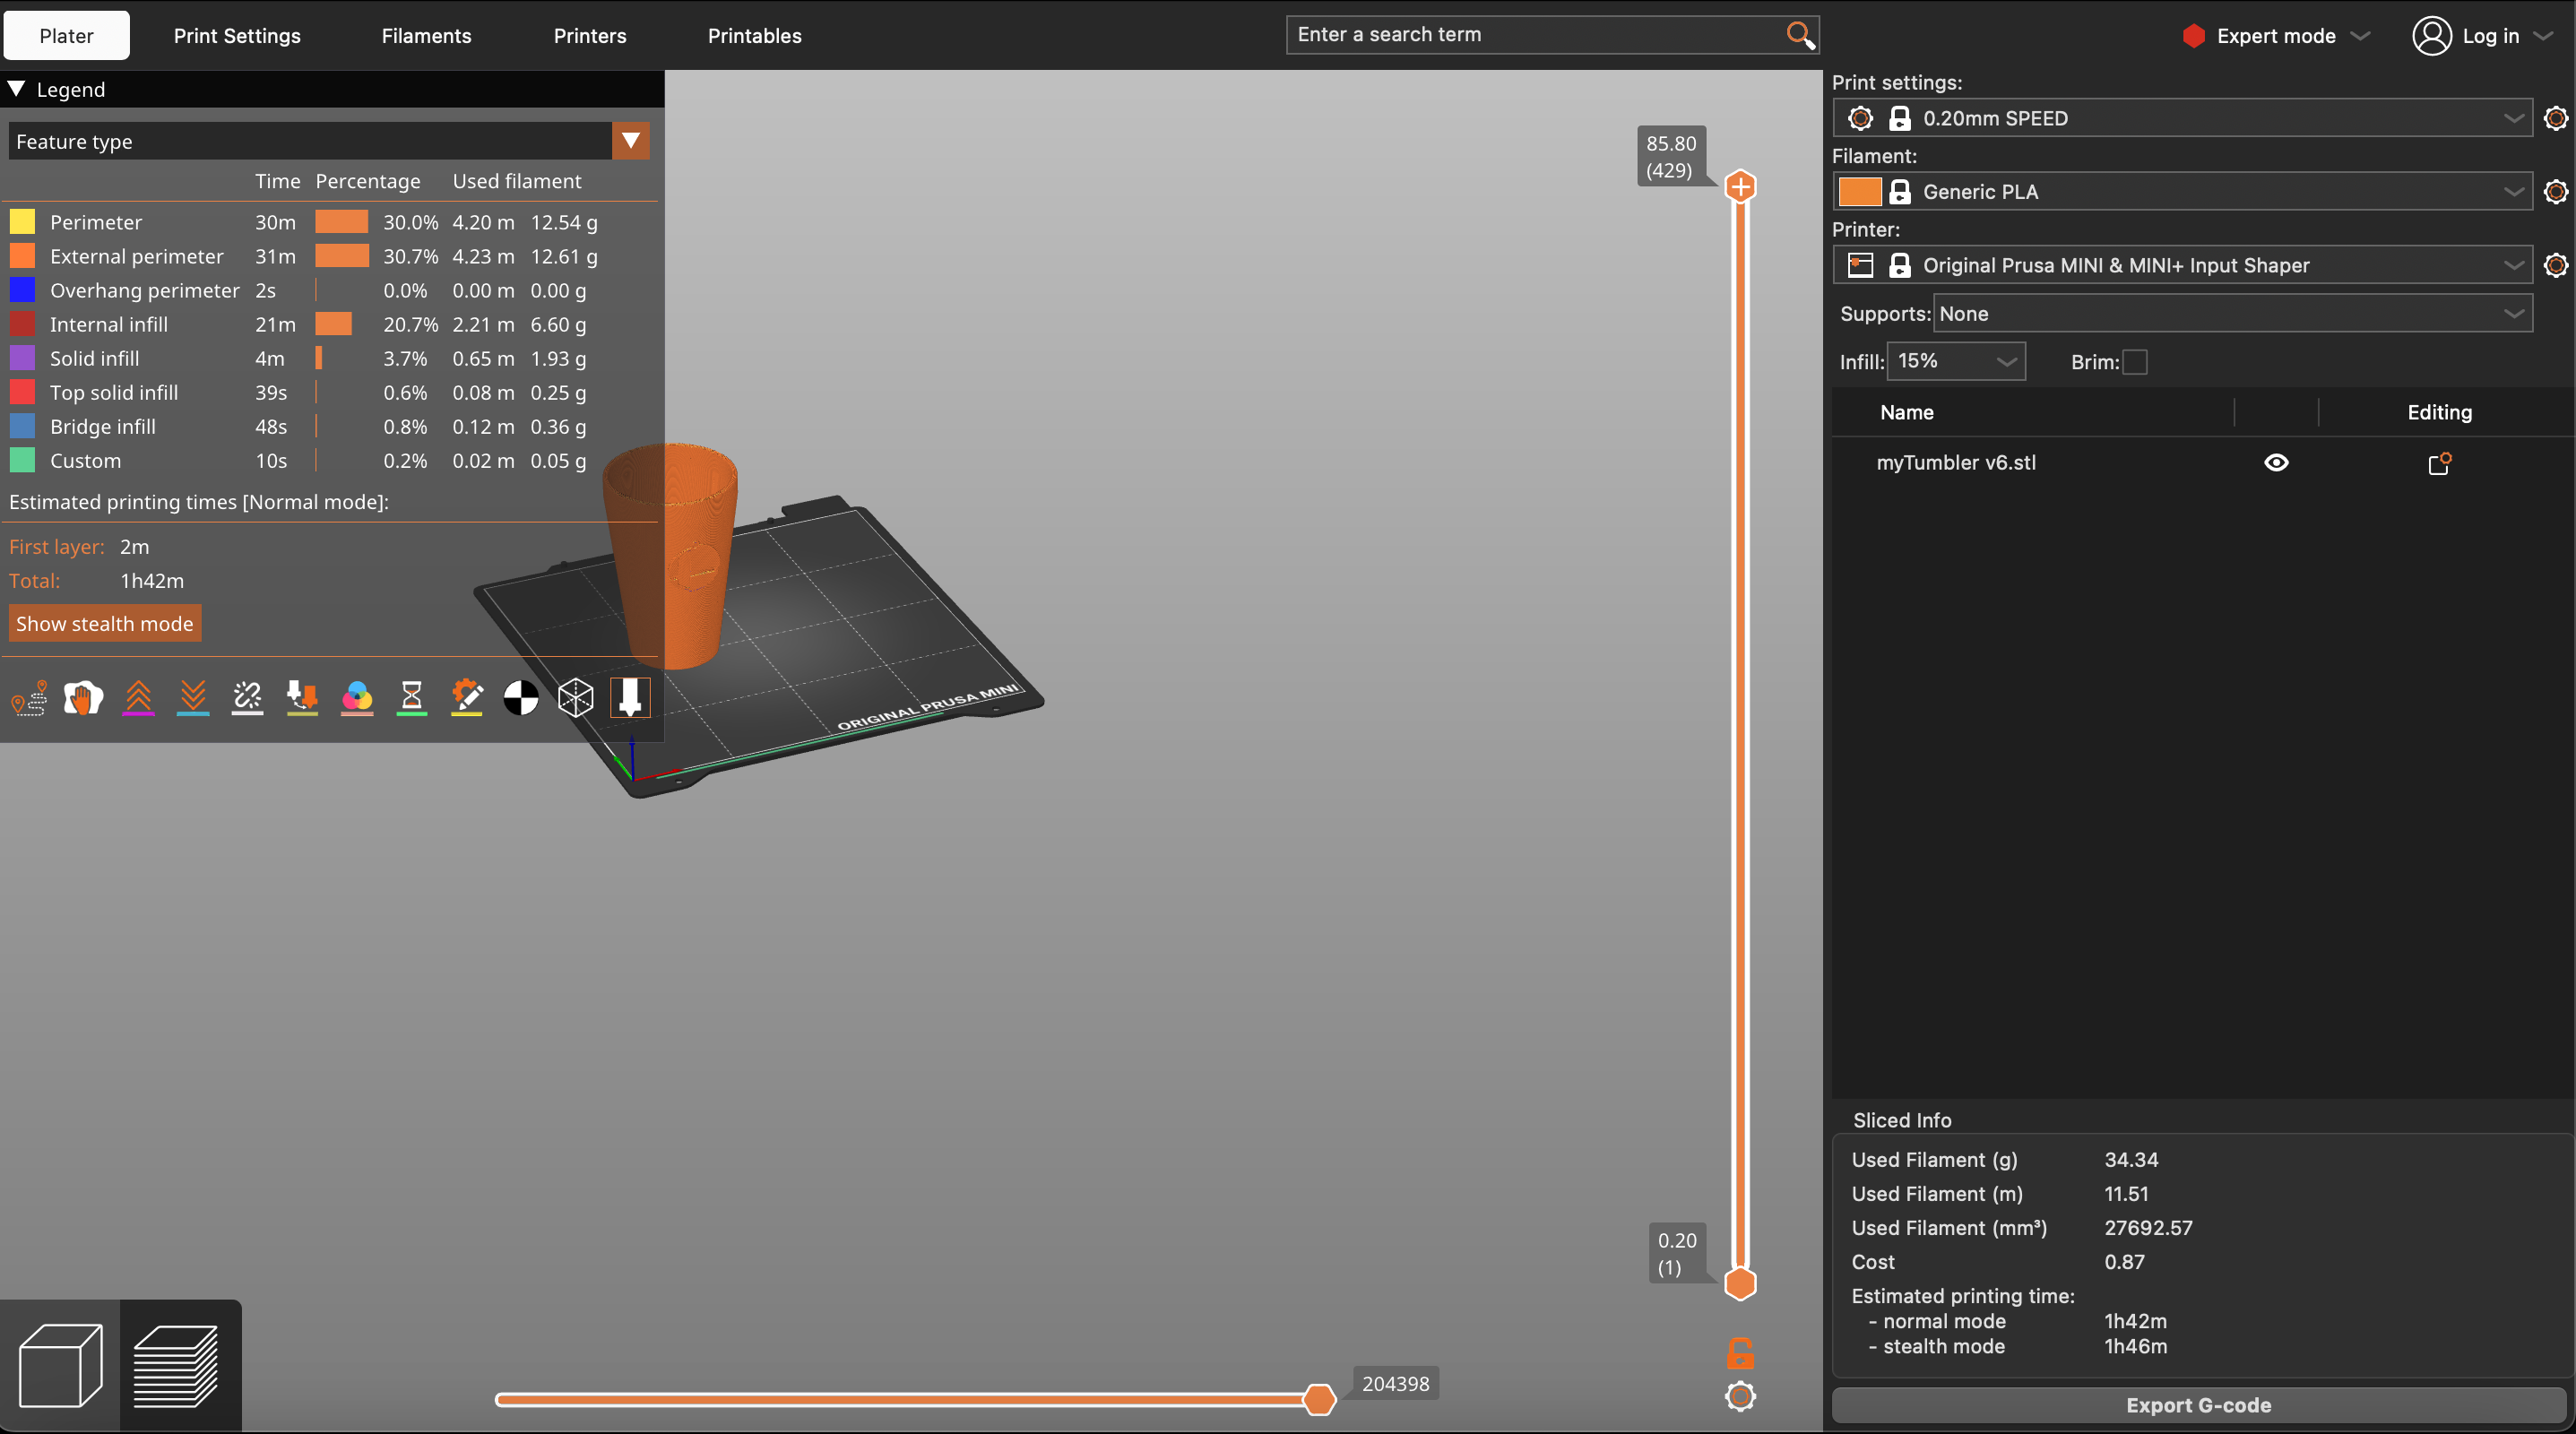 Plater Print Settings Filaments Printers Printables Enter a search term Expert mode Log in
Legend
Feature type
Time Percentage Used filament
Perimeter 30m 30.0% 4.20 m 12.54 g
External perimeter 31m 30.7% 4.23 m 12.61 g
Overhang perimeter 2s 0.0% 0.00 m 0.00 g
Internal infill 21m 20.7% 2.21 m 6.60 g
Solid infill 4m 3.7% 0.65 m 1.93 g
Top solid infill 39s 0.6% 0.08 m 0.25 g
Bridge infill 48s 0.8% 0.12 m 0.36 g
Custom 10s 0.2% 0.02 m 0.05 g
Estimated printing times [Normal mode]:
First layer: 2m
Total: 1h42m
Show stealth mode
ORIGINAL PRUSA MINI
85.80
(429)
0.20
(1)
204398
Print settings:
0.20mm SPEED
Filament:
Generic PLA
Printer:
Original Prusa MINI & MINI+ Input Shaper
Supports: None
Infill: 15% Brim:
Name Editing
myTumbler v6.stl
Sliced Info
Used Filament (g) 34.34
Used Filament (m) 11.51
Used Filament (mm³) 27692.57
Cost 0.87
Estimated printing time:
- normal mode 1h42m
- stealth mode 1h46m
Export G-code